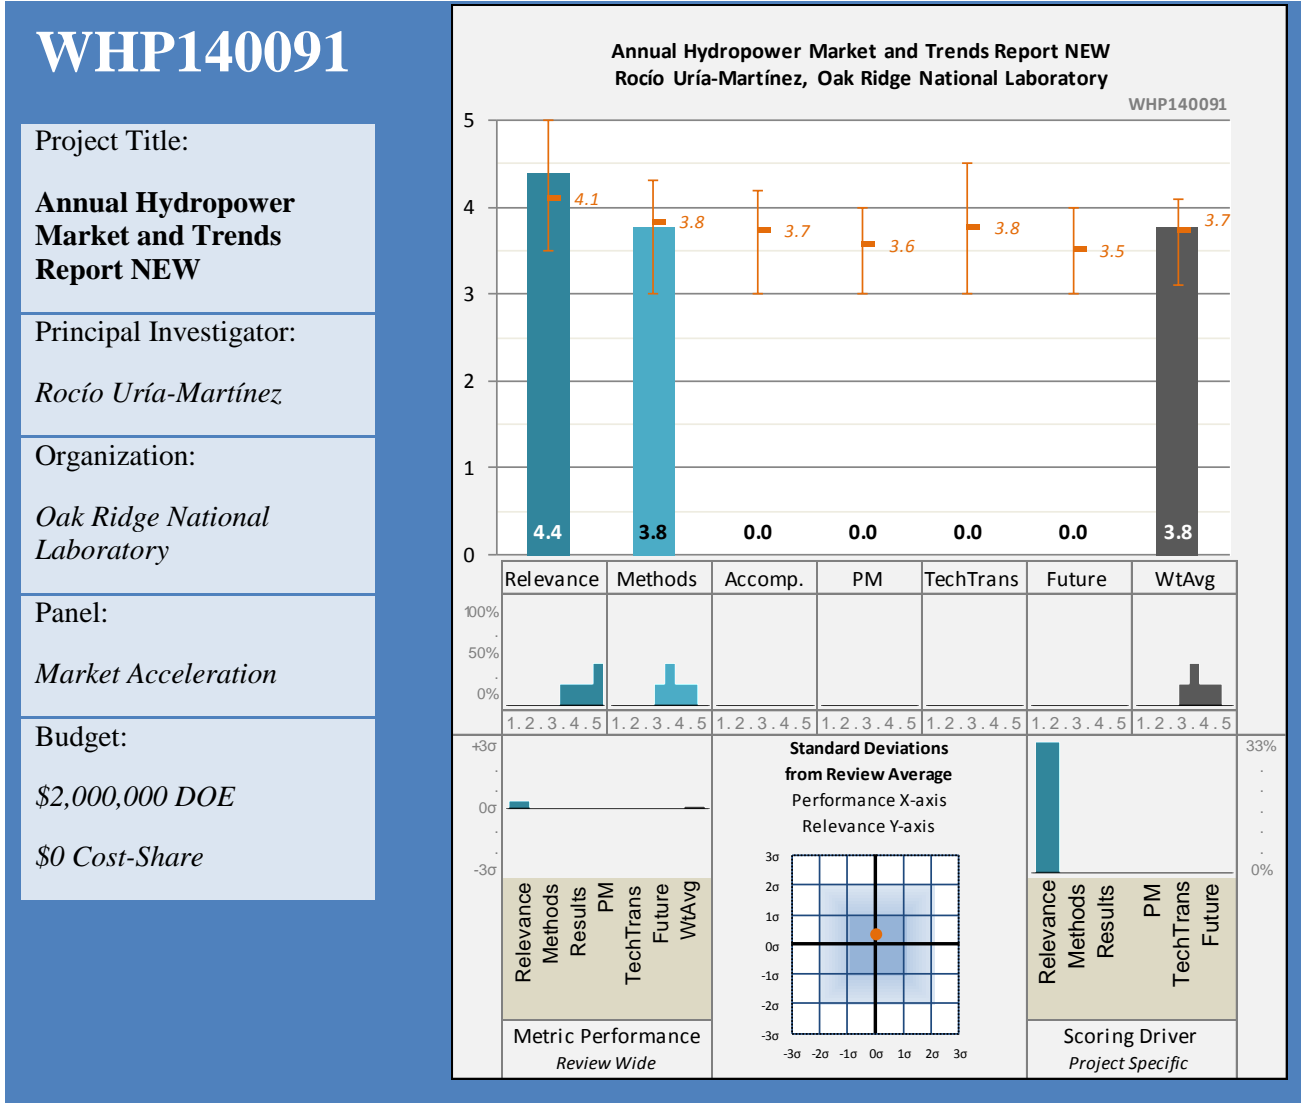 WHP140091
Project Title:
Annual Hydropower
Market and Trends
Report NEW
Principal Investigator:
Rocío Uría-Martínez
Organization:
Oak Ridge National
Laboratory
Panel:
Market Acceleration
Budget:
$2,000,000 DOE
$0 Cost-Share
Annual Hydropower Market and Trends Report NEW
Rocío Uría-Martínez, Oak Ridge National Laboratory
WHP140091
5
4
3
2
1
0
4.1
3.8
3.7
3.6
3.8
3.5
3.7
4.4
3.8
0.0
0.0
0.0
0.0
3.8
Relevance
Methods
Accomp.
PM
TechTrans
Future
WtAvg
100%
.
50%
.
0%
1.2.3.4.5
1.2.3.4.5
1.2.3.4.5
1.2.3.4.5
1.2.3.4.5
1.2.3.4.5
1.2.3.4.5
+3σ
.
.
0σ
.
.
-3σ
Relevance
Methods
Results
PM
TechTrans
Future
WtAvg
Metric Performance
Review Wide
Standard Deviations
from Review Average
Performance X-axis
Relevance Y-axis
3σ
2σ
1σ
0σ
-1σ
-2σ
-3σ
-3σ -2σ -1σ 0σ 1σ 2σ 3σ
33%
.
.
.
.
.
0%
Relevance
Methods
Results
PM
TechTrans
Future
Scoring Driver
Project Specific